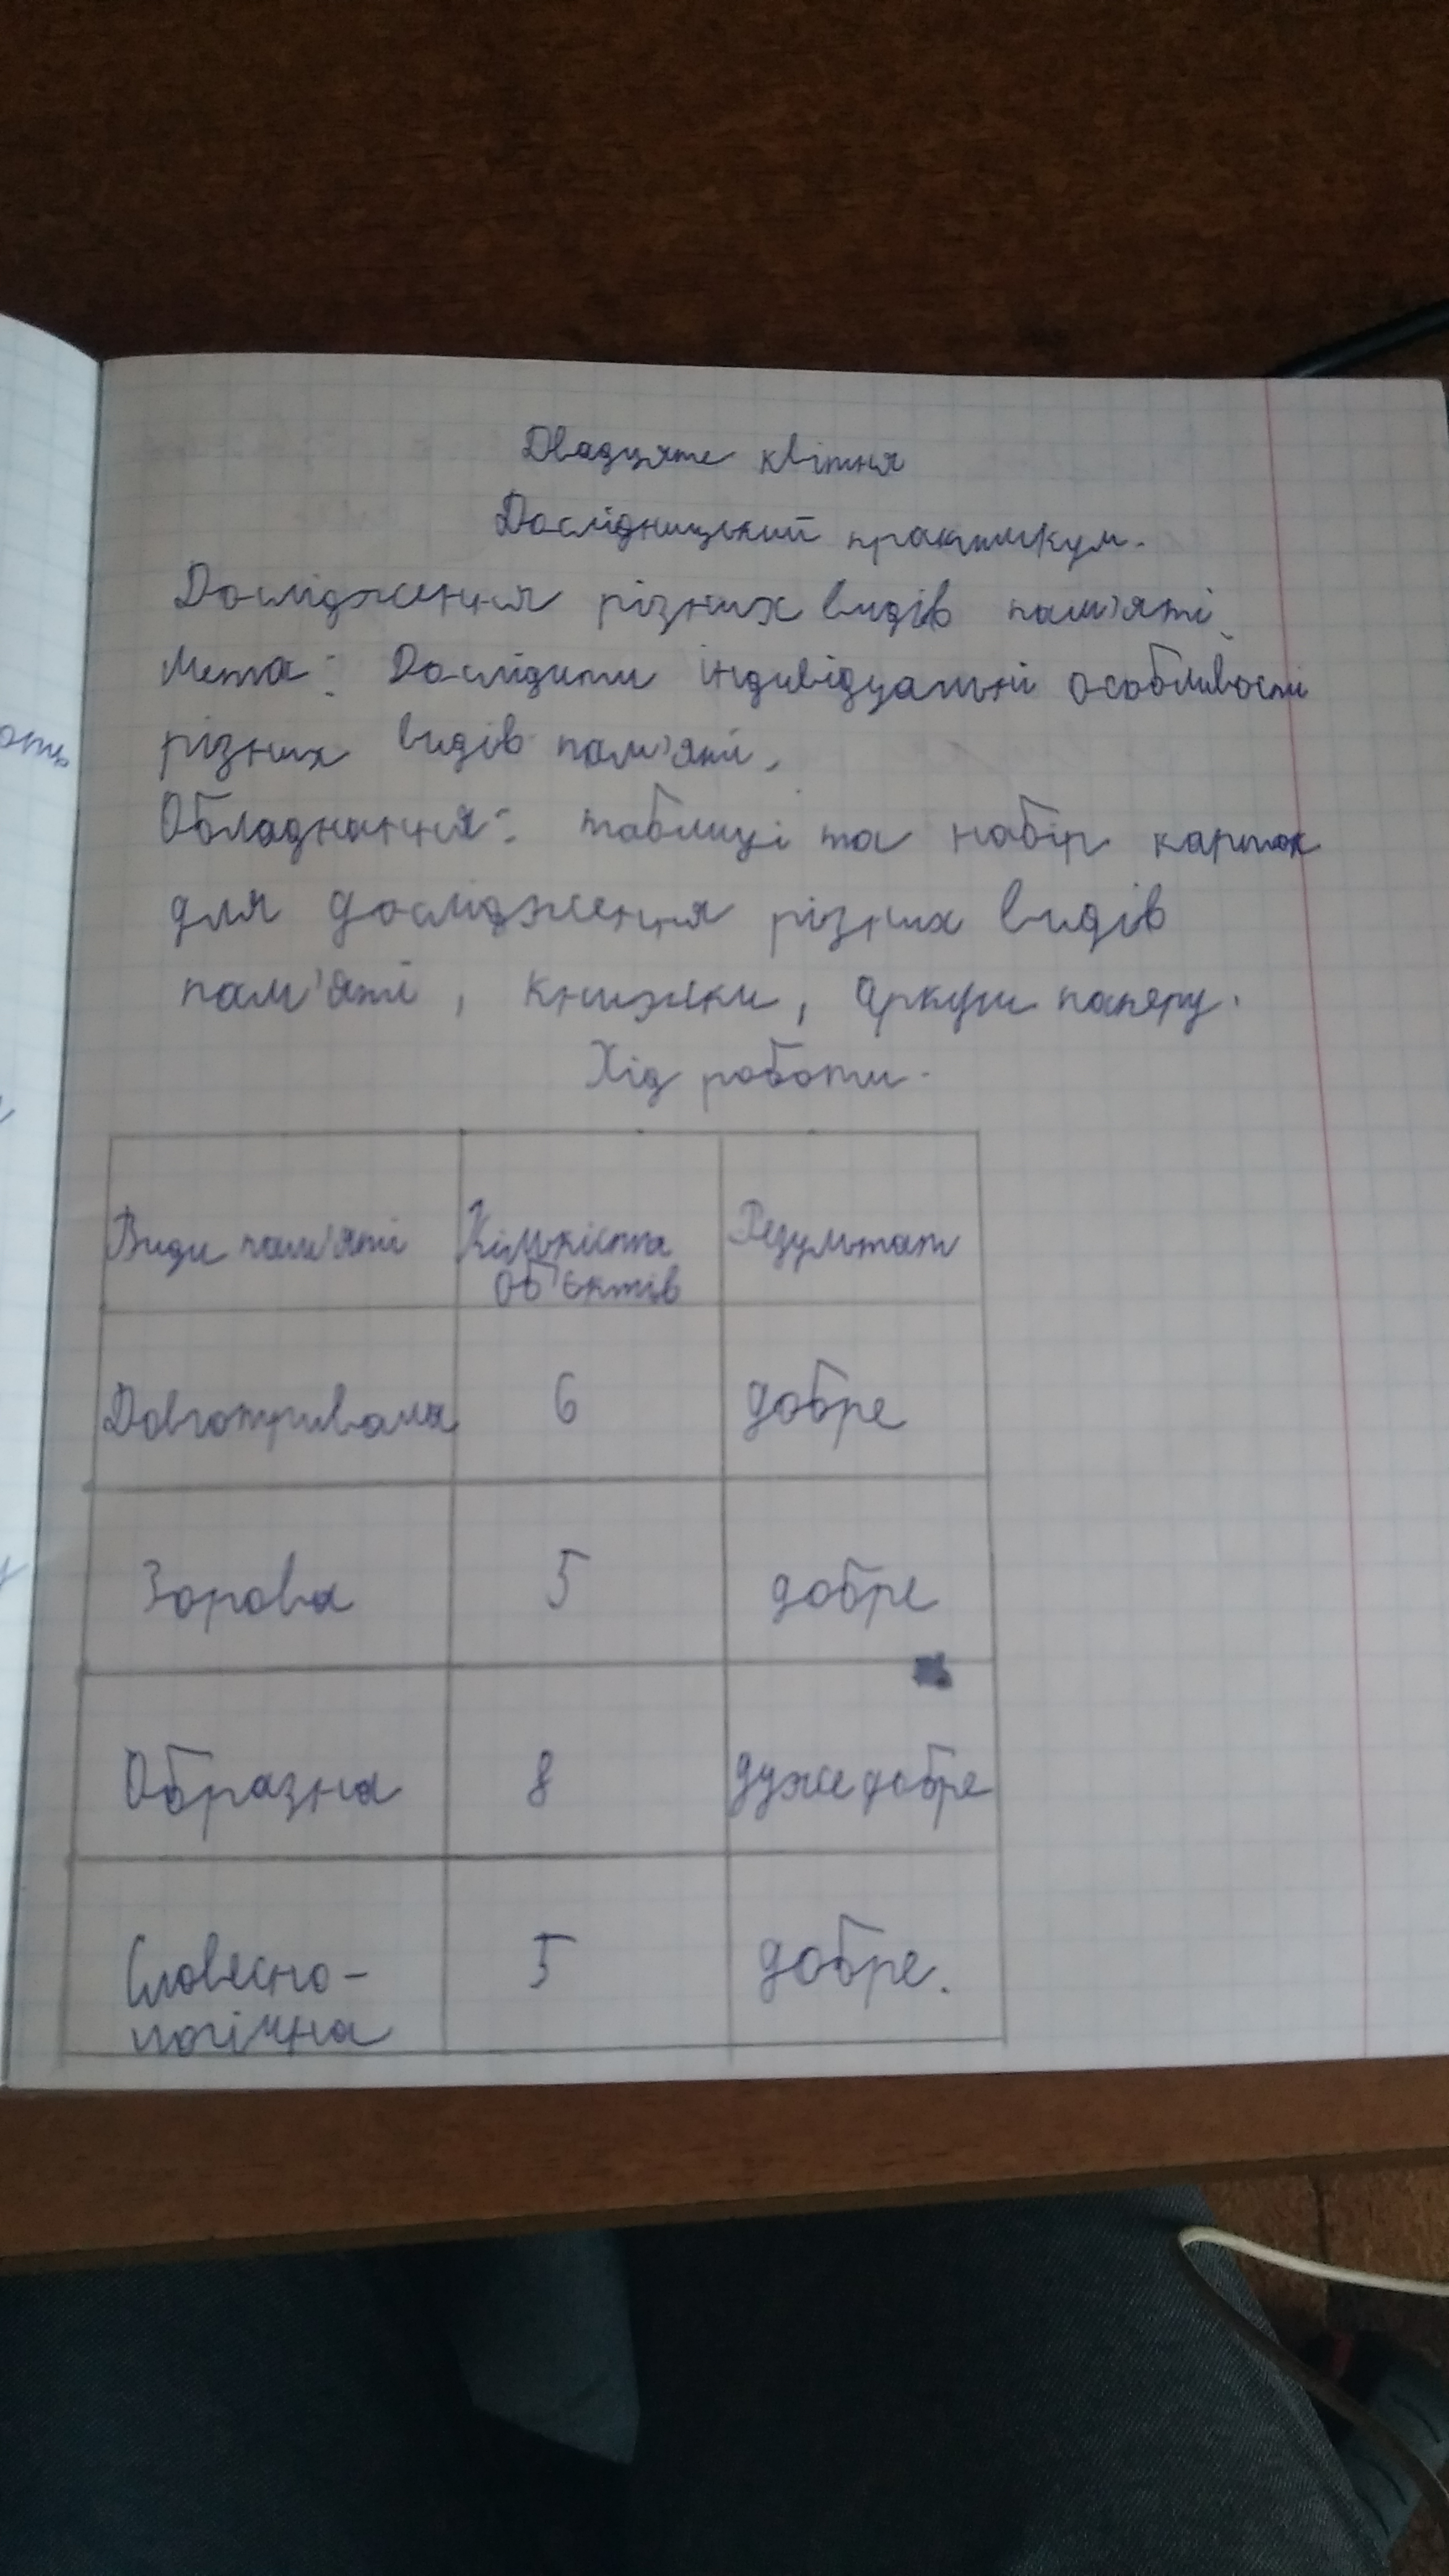 Двадцяте квітня
Дослідницький практикум.
Дослідження різних видів пам'яті.
Мета: Дослідити індивідуальні особливості
різних видів пам'яті.
Обладнання: таблиці та набір карток
для дослідження різних видів
пам'яті, книжки, аркуш паперу.
Хід роботи.
Види пам'яті Кількість Результат
об'єктів
Довготривала 6 добре
Зорова 5 добре
Образна 8 дуже добре
Словесно- 5 добре.
логічна